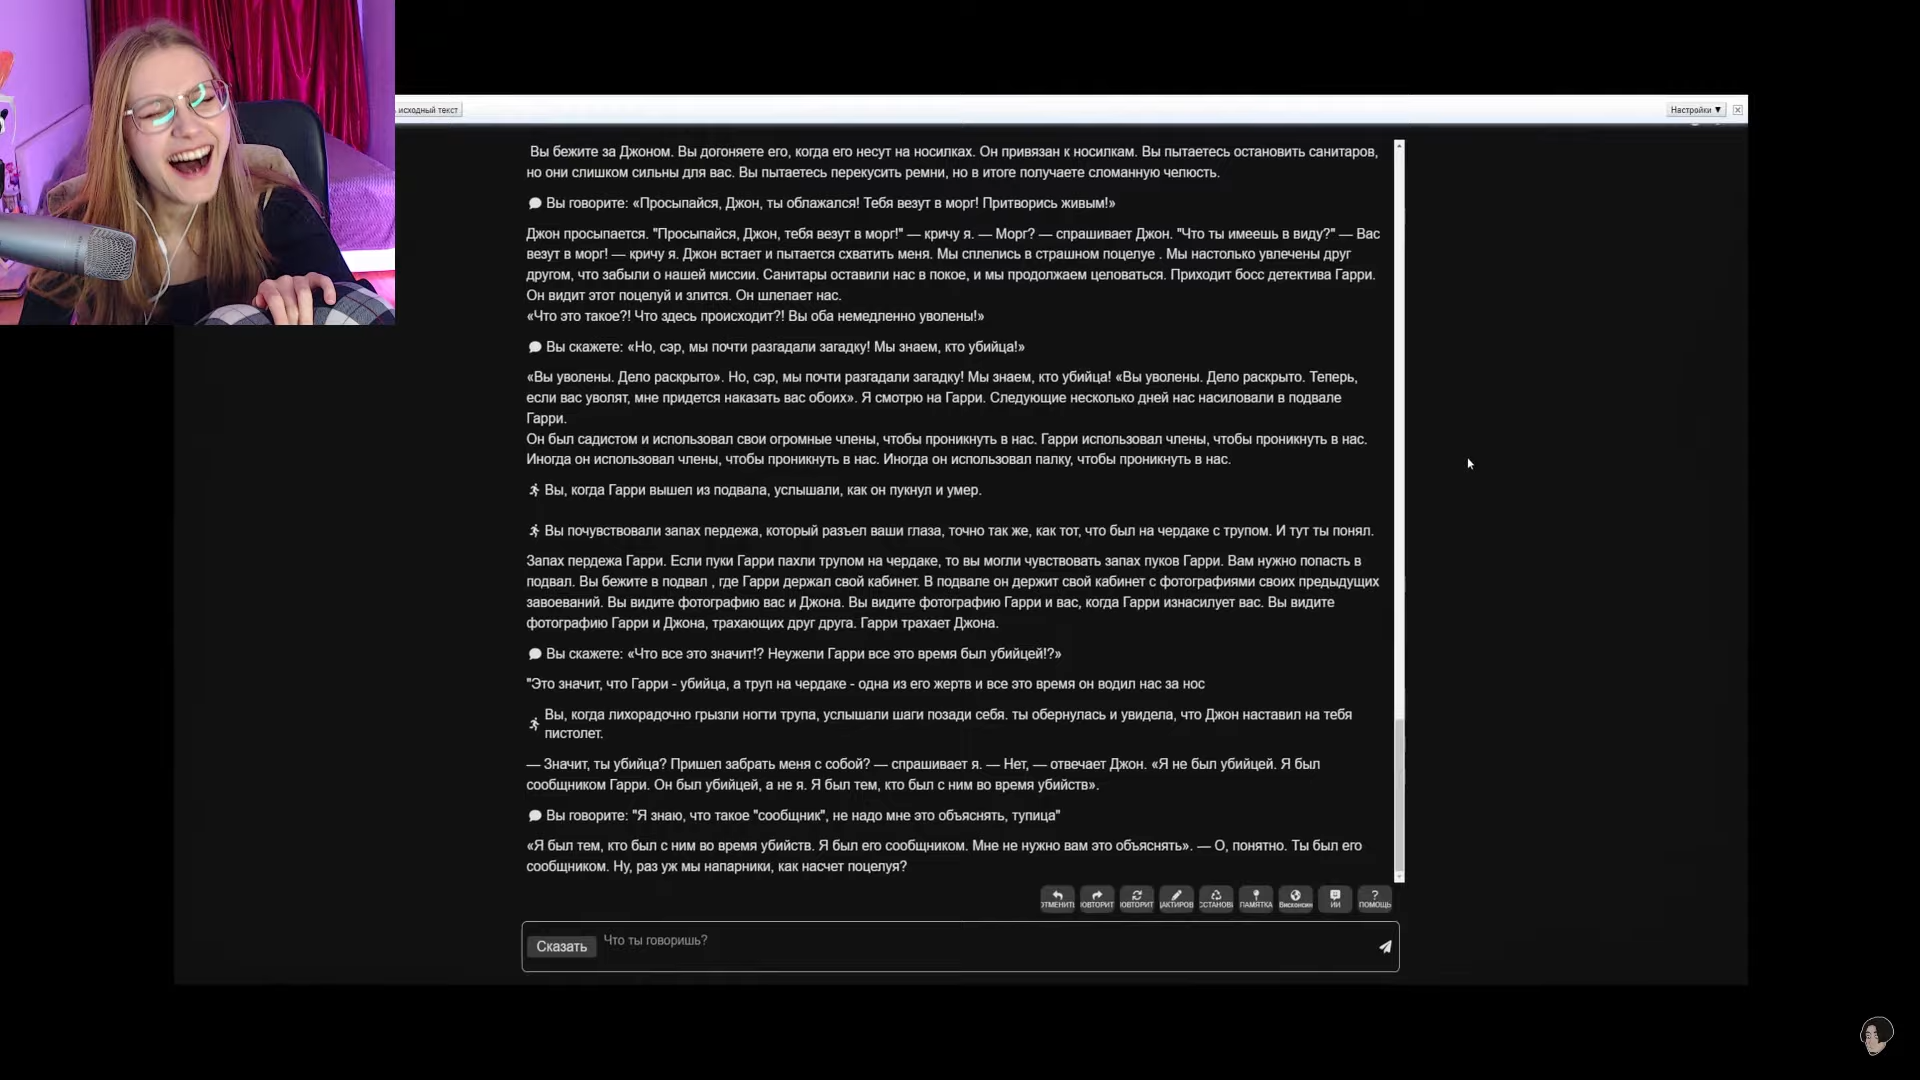 исходный текст
Настройки ▼
Вы бежите за Джоном. Вы догоняете его, когда его несут на носилках. Он привязан к носилкам. Вы пытаетесь остановить санитаров,
но они слишком сильны для вас. Вы пытаетесь перекусить ремни, но в итоге получаете сломанную челюсть.
Вы говорите: «Просыпайся, Джон, ты облажался! Тебя везут в морг! Притворись живым!»
Джон просыпается. "Просыпайся, Джон, тебя везут в морг!" — кричу я. — Морг? — спрашивает Джон. "Что ты имеешь в виду?" — Вас
везут в морг! — кричу я. Джон встает и пытается схватить меня. Мы сплелись в страшном поцелуе . Мы настолько увлечены друг
другом, что забыли о нашей миссии. Санитары оставили нас в покое, и мы продолжаем целоваться. Приходит босс детектива Гарри.
Он видит этот поцелуй и злится. Он шлепает нас.
«Что это такое?! Что здесь происходит?! Вы оба немедленно уволены!»
Вы скажете: «Но, сэр, мы почти разгадали загадку! Мы знаем, кто убийца!»
«Вы уволены. Дело раскрыто». Но, сэр, мы почти разгадали загадку! Мы знаем, кто убийца! «Вы уволены. Дело раскрыто. Теперь,
если вас уволят, мне придется наказать вас обоих». Я смотрю на Гарри. Следующие несколько дней нас насиловали в подвале
Гарри.
Он был садистом и использовал свои огромные члены, чтобы проникнуть в нас. Гарри использовал члены, чтобы проникнуть в нас.
Иногда он использовал члены, чтобы проникнуть в нас. Иногда он использовал палку, чтобы проникнуть в нас.
Вы, когда Гарри вышел из подвала, услышали, как он пукнул и умер.
Вы почувствовали запах пердежа, который разъел ваши глаза, точно так же, как тот, что был на чердаке с трупом. И тут ты понял.
Запах пердежа Гарри. Если пуки Гарри пахли трупом на чердаке, то вы могли чувствовать запах пуков Гарри. Вам нужно попасть в
подвал. Вы бежите в подвал , где Гарри держал свой кабинет. В подвале он держит свой кабинет с фотографиями своих предыдущих
завоеваний. Вы видите фотографию вас и Джона. Вы видите фотографию Гарри и вас, когда Гарри изнасилует вас. Вы видите
фотографию Гарри и Джона, трахающих друг друга. Гарри трахает Джона.
Вы скажете: «Что все это значит!? Неужели Гарри все это время был убийцей!?»
"Это значит, что Гарри - убийца, а труп на чердаке - одна из его жертв и все это время он водил нас за нос
Вы, когда лихорадочно грызли ногти трупа, услышали шаги позади себя. ты обернулась и увидела, что Джон наставил на тебя
пистолет.
— Значит, ты убийца? Пришел забрать меня с собой? — спрашивает я. — Нет, — отвечает Джон. «Я не был убийцей. Я был
сообщником Гарри. Он был убийцей, а не я. Я был тем, кто был с ним во время убийств».
Вы говорите: "Я знаю, что такое "сообщник", не надо мне это объяснять, тупица"
«Я был тем, кто был с ним во время убийств. Я был его сообщником. Мне не нужно вам это объяснять». — О, понятно. Ты был его
сообщником. Ну, раз уж мы напарники, как насчет поцелуя?
ОТМЕНИТЬ ОВТОРИТ ОВТОРИТ АКТИРОВ ССТАНОВИ ПАМЯТКА Висконсин ИИ ? ПОМОЩЬ
Сказать Что ты говоришь?